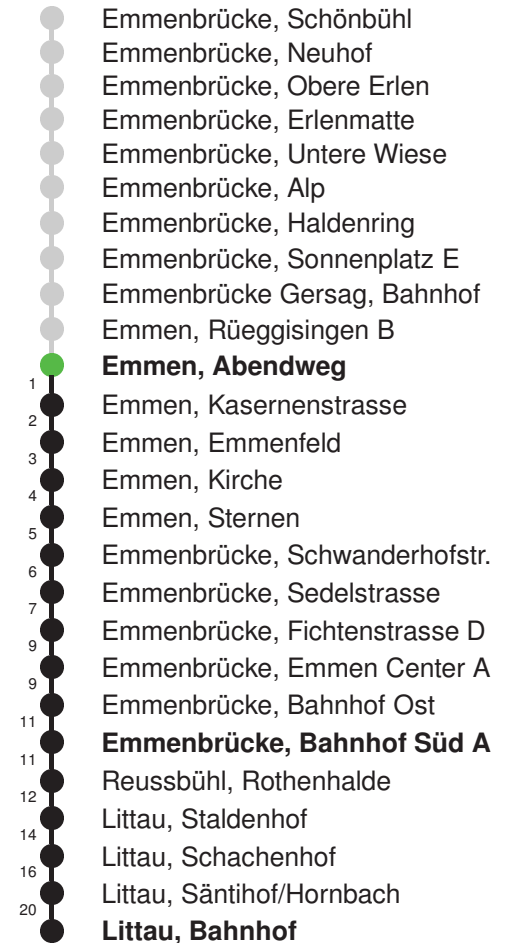 Emmenbrücke, Schönbühl
Emmenbrücke, Neuhof
Emmenbrücke, Obere Erlen
Emmenbrücke, Erlenmatte
Emmenbrücke, Untere Wiese
Emmenbrücke, Alp
Emmenbrücke, Haldenring
Emmenbrücke, Sonnenplatz E
Emmenbrücke Gersag, Bahnhof
Emmen, Rüeggisingen B
Emmen, Abendweg
1
Emmen, Kasernenstrasse
2
Emmen, Emmenfeld
3
Emmen, Kirche
4
Emmen, Sternen
5
Emmenbrücke, Schwanderhofstr.
6
Emmenbrücke, Sedelstrasse
7
Emmenbrücke, Fichtenstrasse D
9
Emmenbrücke, Emmen Center A
9
Emmenbrücke, Bahnhof Ost
11
Emmenbrücke, Bahnhof Süd A
11
Reussbühl, Rothenhalde
12
Littau, Staldenhof
14
Littau, Schachenhof
16
Littau, Säntihof/Hornbach
20
Littau, Bahnhof